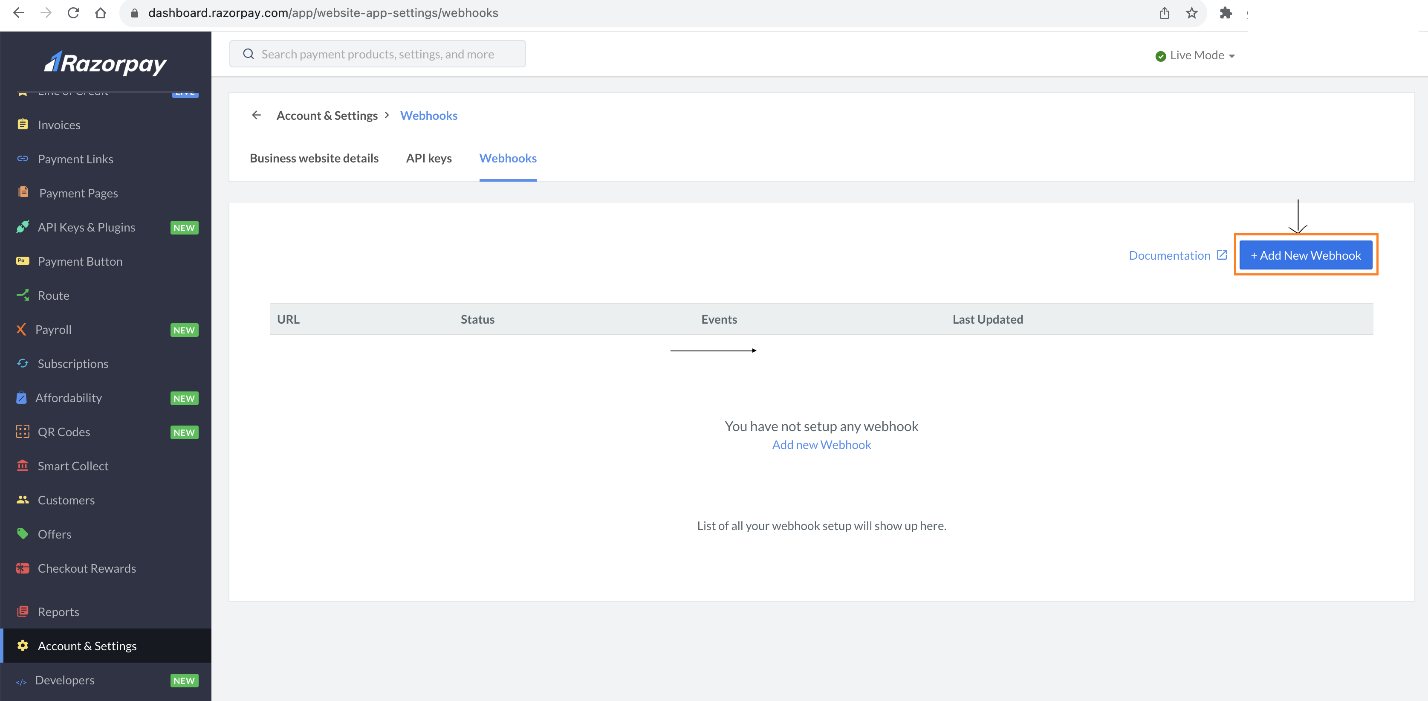 dashboard.razorpay.com/app/website-app-settings/webhooks
Razorpay
Search payment products, settings, and more
Live Mode
Line of Credit LIVE
Invoices
Payment Links
Payment Pages
API Keys & Plugins NEW
Payment Button
Route
Payroll NEW
Subscriptions
Affordability NEW
QR Codes NEW
Smart Collect
Customers
Offers
Checkout Rewards
Reports
Account & Settings
Developers NEW
Account & Settings > Webhooks
Business website details API keys Webhooks
Documentation + Add New Webhook
URL Status Events Last Updated
You have not setup any webhook
Add new Webhook
List of all your webhook setup will show up here.